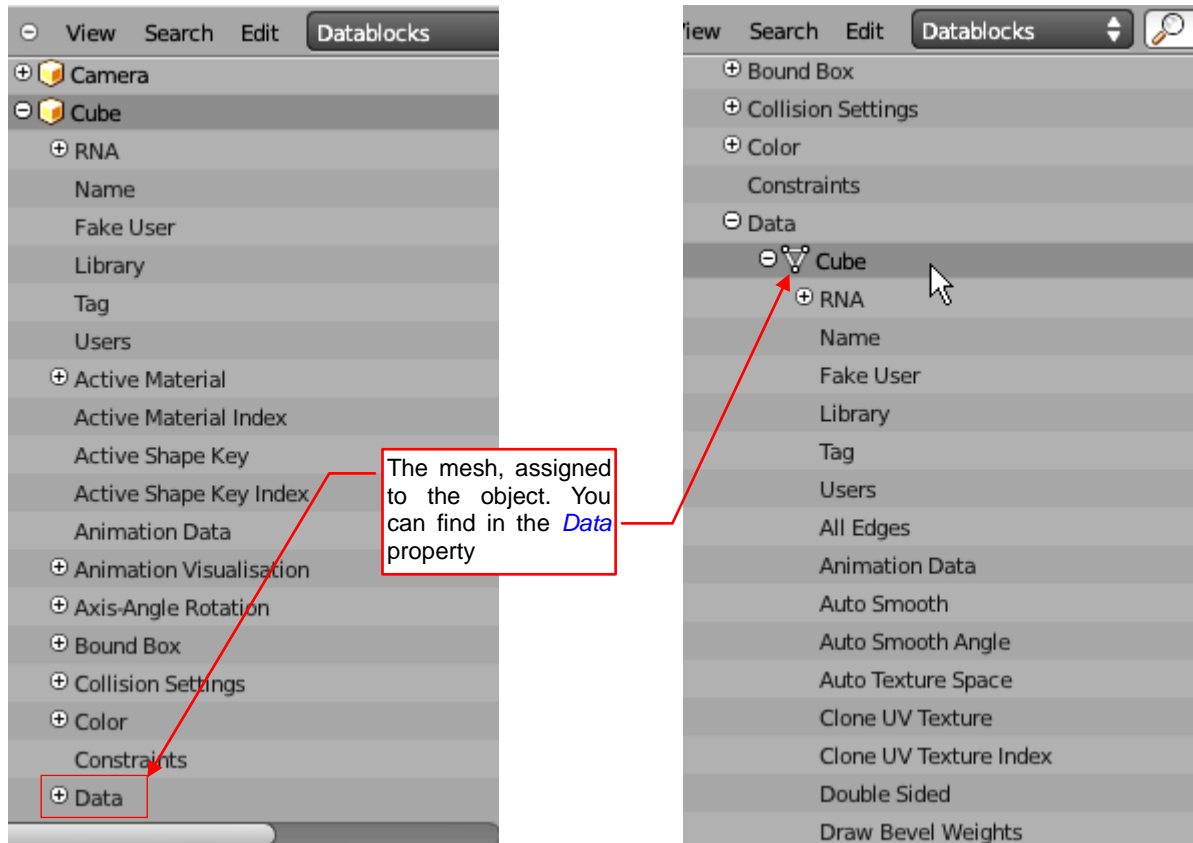 View Search Edit Datablocks
Camera
Cube
RNA
Name
Fake User
Library
Tag
Users
Active Material
Active Material Index
Active Shape Key
Active Shape Key Index
Animation Data
Animation Visualisation
Axis-Angle Rotation
Bound Box
Collision Settings
Color
Constraints
Data
The mesh, assigned
to the object. You
can find in the Data
property
iew Search Edit Datablocks
Bound Box
Collision Settings
Color
Constraints
Data
Cube
RNA
Name
Fake User
Library
Tag
Users
All Edges
Animation Data
Auto Smooth
Auto Smooth Angle
Auto Texture Space
Clone UV Texture
Clone UV Texture Index
Double Sided
Draw Bevel Weights